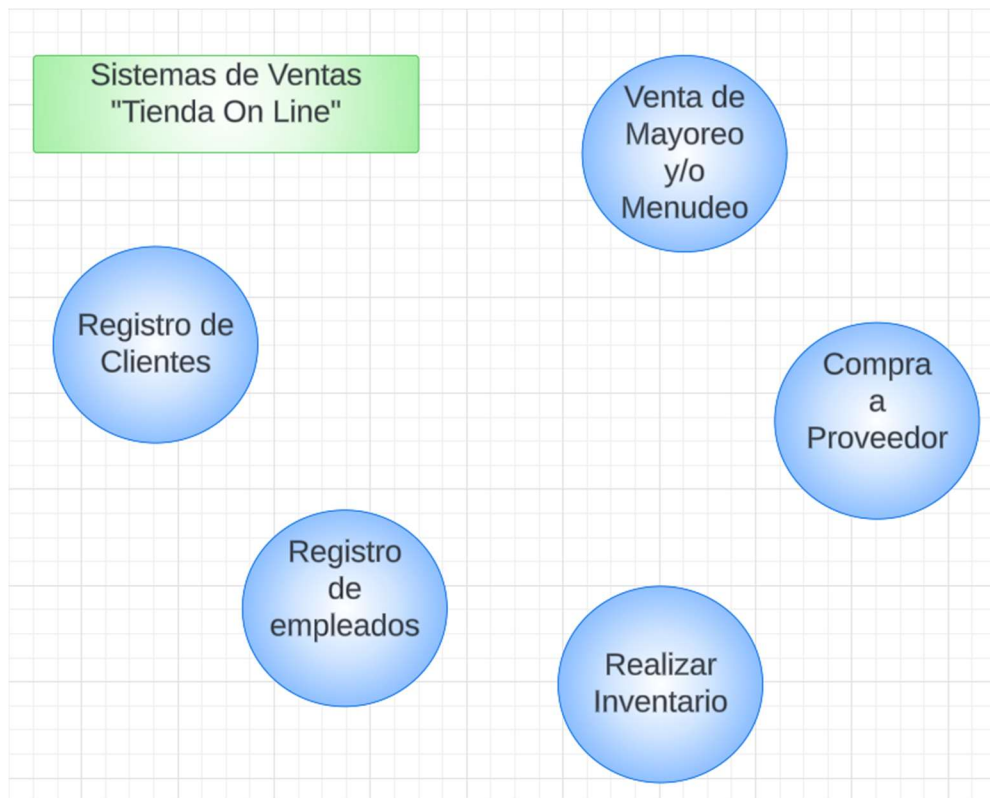 Sistemas de Ventas
"Tienda On Line"
Venta de
Mayoreo
y/o
Menudeo
Registro de
Clientes
Compra
a
Proveedor
Registro
de
empleados
Realizar
Inventario